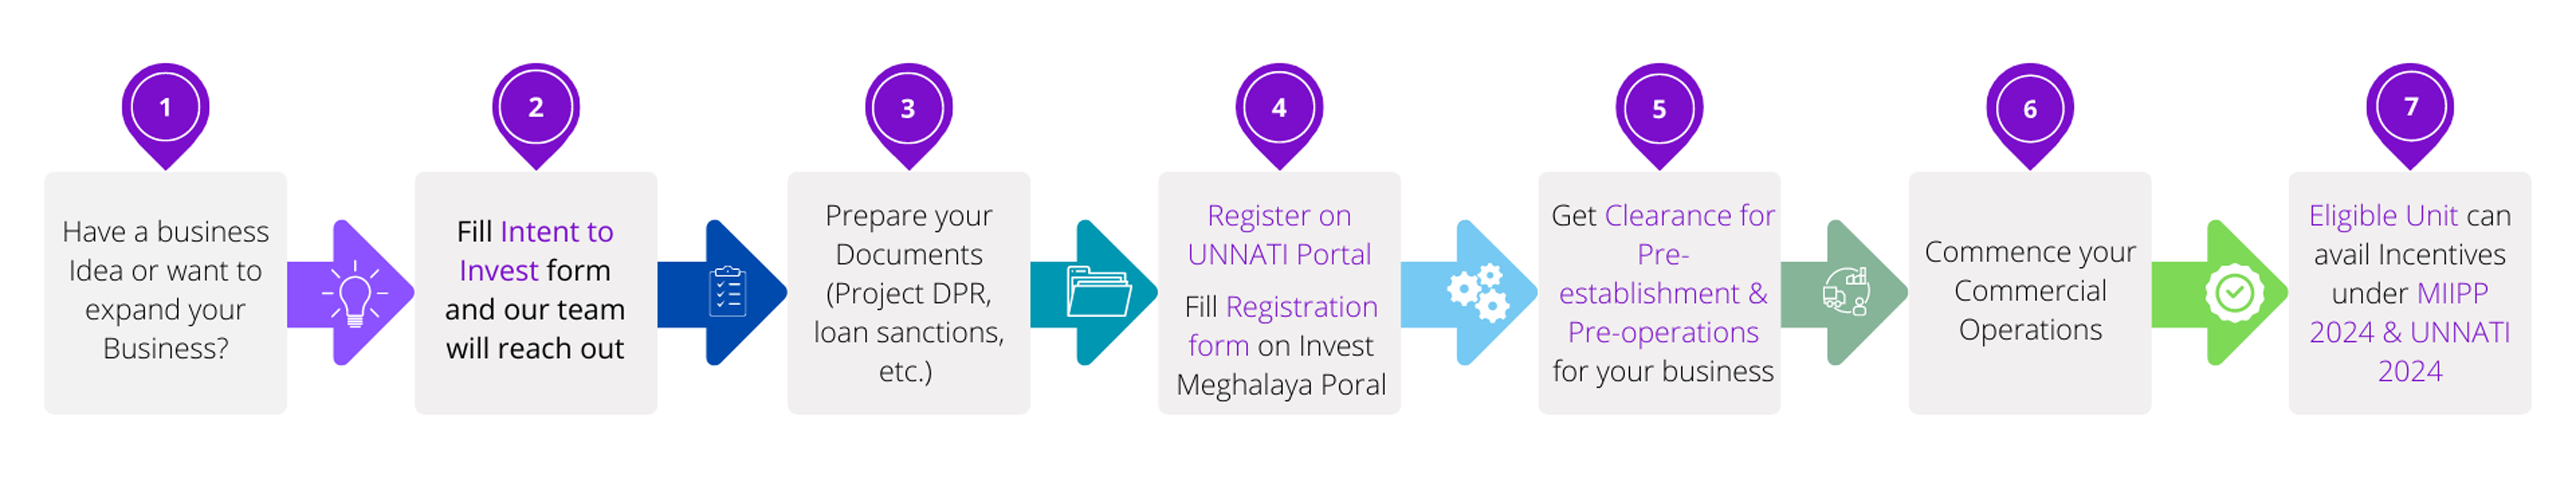 1
Have a business
Idea or want to
expand your
Business?
2
Fill Intent to
Invest form
and our team
will reach out
3
Prepare your
Documents
(Project DPR,
loan sanctions,
etc.)
4
Register on
UNNATI Portal
Fill Registration
form on Invest
Meghalaya Poral
5
Get Clearance for
Pre-
establishment &
Pre-operations
for your business
6
Commence your
Commercial
Operations
7
Eligible Unit can
avail Incentives
under MIIPP
2024 & UNNATI
2024